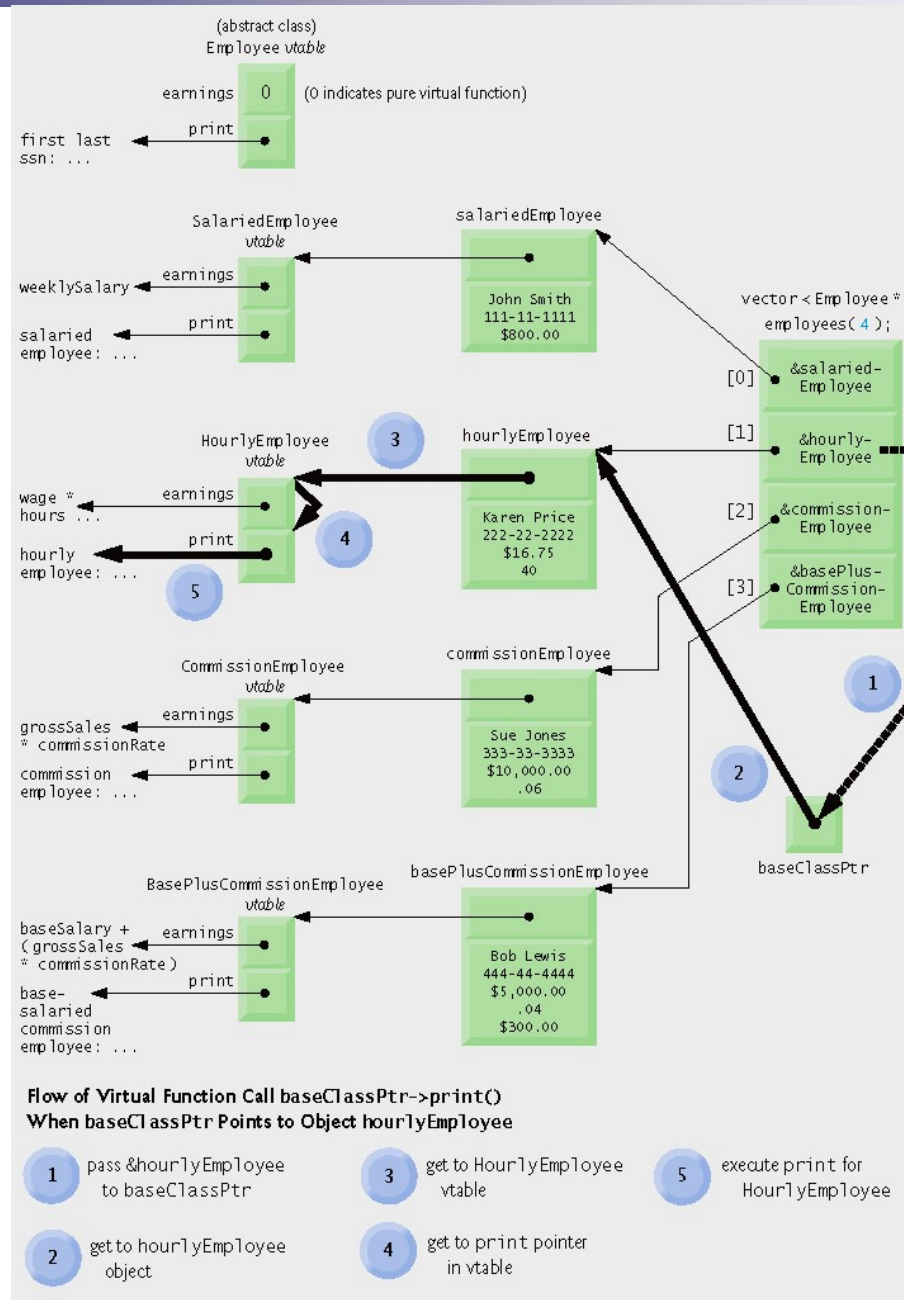 (abstract class)
Employee vtable
earnings 0 (0 indicates pure virtual function)
print
first last
ssn: ...
SalariedEmployee
vtable
earnings
weeklySalary
print
salaried
employee: ...
salariedEmployee
John Smith
111-11-1111
$800.00
vector < Employee *
employees( 4 );
[0] &salaried-
Employee
[1] &hourly-
Employee
[2] &commission-
Employee
[3] &basePlus-
Commission-
Employee
HourlyEmployee
vtable
3
earnings
wage *
hours ...
print
4
hourly
employee: ...
5
hourlyEmployee
Karen Price
222-22-2222
$16.75
40
CommissionEmployee
vtable
earnings
grossSales
* commissionRate
print
commission
employee: ...
commissionEmployee
Sue Jones
333-33-3333
$10,000.00
.06
1
2
baseClassPtr
BasePlusCommissionEmployee
vtable
earnings
baseSalary +
( grossSales
* commissionRate )
print
base-
salaried
commission
employee: ...
basePlusCommissionEmployee
Bob Lewis
444-44-4444
$5,000.00
.04
$300.00
Flow of Virtual Function Call baseClassPtr->print()
When baseClassPtr Points to Object hourlyEmployee
1 pass &hourlyEmployee
to baseClassPtr
2 get to hourlyEmployee
object
3 get to HourlyEmployee
vtable
4 get to print pointer
in vtable
5 execute print for
HourlyEmployee